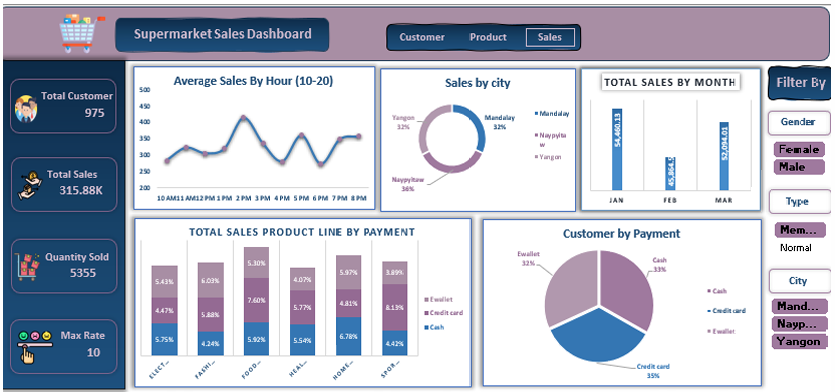 Supermarket Sales Dashboard
Customer
Product
Sales
Total Customer
975
Total Sales
315.88K
Quantity Sold
5355
Max Rate
10
Average Sales By Hour (10-20)
500
450
400
350
300
250
200
10 AM 11 AM 12 PM 1 PM 2 PM 3 PM 4 PM 5 PM 6 PM 7 PM 8 PM
Sales by city
Yangon
32%
Mandalay
32%
Naypyitaw
36%
Mandalay
Naypyita
w
Yangon
TOTAL SALES BY MONTH
54,460.13
45,864.
52,094.01
JAN
FEB
MAR
TOTAL SALES PRODUCT LINE BY PAYMENT
5.43%
6.03%
5.30%
4.07%
5.97%
3.89%
4.47%
5.88%
7.60%
5.77%
4.81%
8.13%
5.75%
4.24%
5.92%
5.54%
6.78%
4.42%
ELECT...
FASHI...
FOOD...
HEAL...
HOME...
SPOR...
Ewallet
Credit card
Cash
Customer by Payment
Ewallet
32%
Cash
33%
Credit card
35%
Cash
Credit card
Ewallet
Filter By
Gender
Female
Male
Type
Mem...
Normal
City
Mand...
Nayp...
Yangon